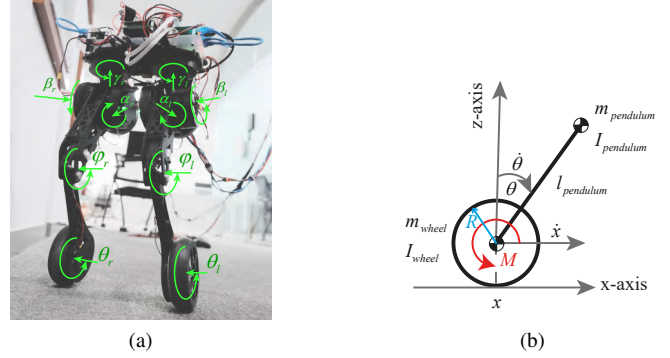 γ_r γ_l
β_r α_r α_l β_l
φ_r φ_l
θ_r θ_l
(a)
z-axis
m_pendulum
I_pendulum
θ̇
θ
l_pendulum
m_wheel
R
ẋ
I_wheel
M
x-axis
x
(b)